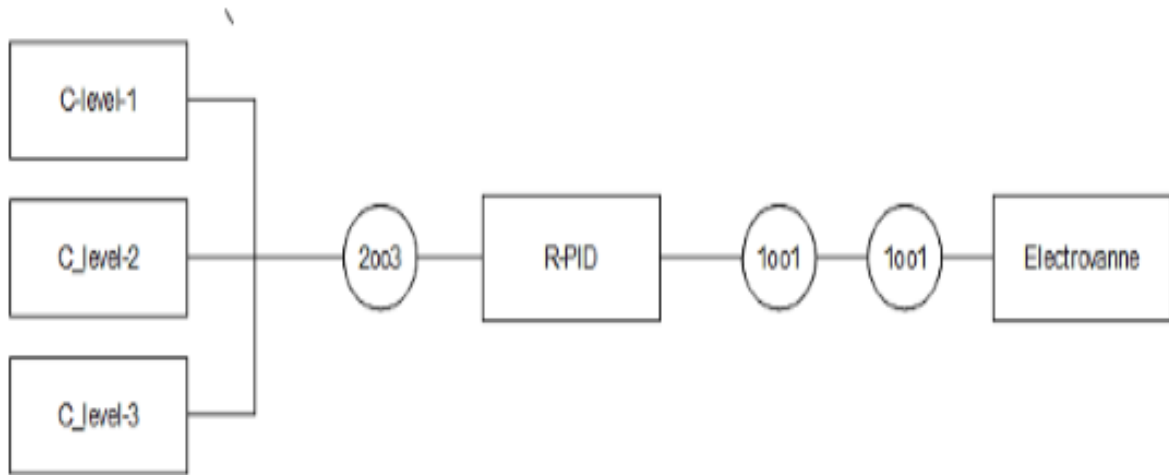 C-level-1
C_level-2
C_level-3
2oo3
R-PID
1oo1
1oo1
Electrovanne